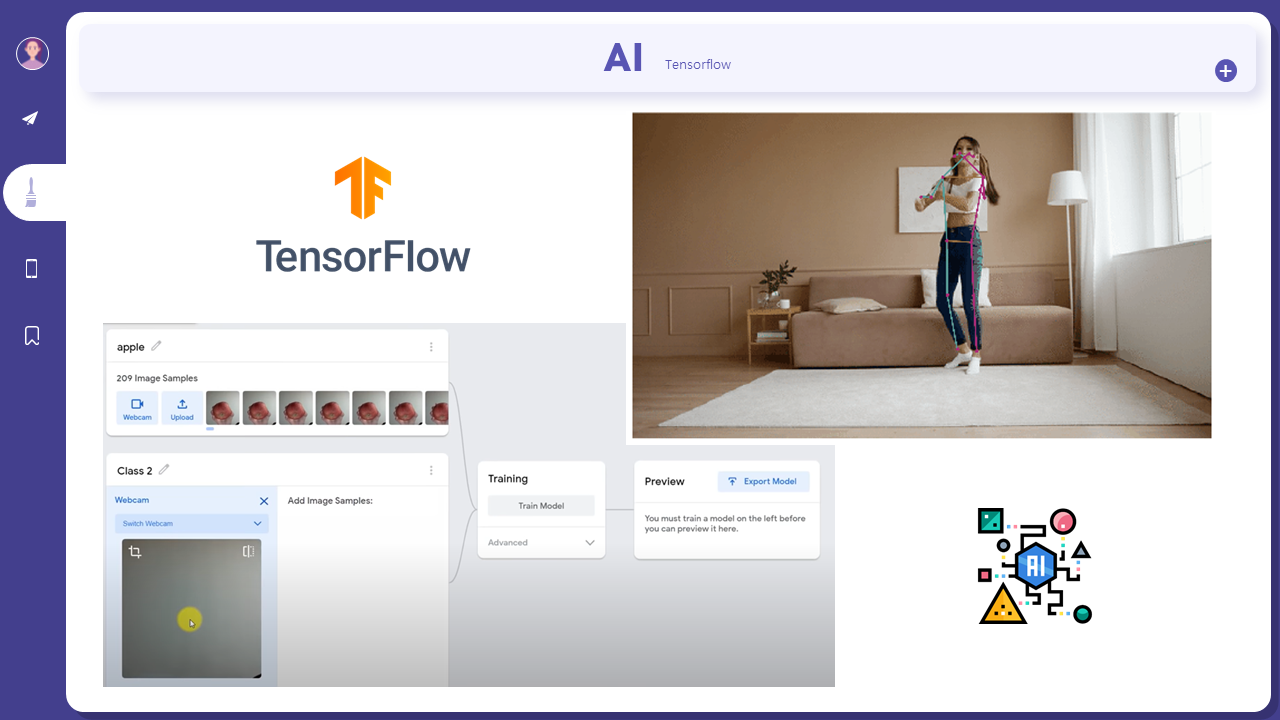 AI Tensorflow
TensorFlow
apple
209 Image Samples
Webcam
Upload
Class 2
Webcam
Switch Webcam
Add Image Samples:
Training
Train Model
Advanced
Preview
Export Model
You must train a model on the left before
you can preview it here.
AI